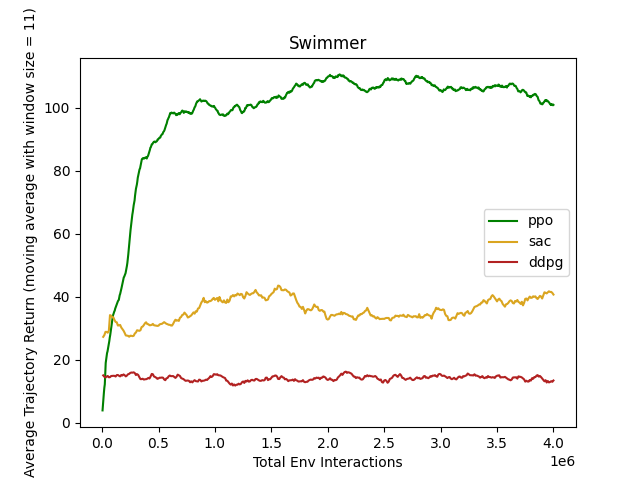 Swimmer
Average Trajectory Return (moving average with window size = 11)
100
80
60
40
20
0
ppo
sac
ddpg
0.0 0.5 1.0 1.5 2.0 2.5 3.0 3.5 4.0
1e6
Total Env Interactions